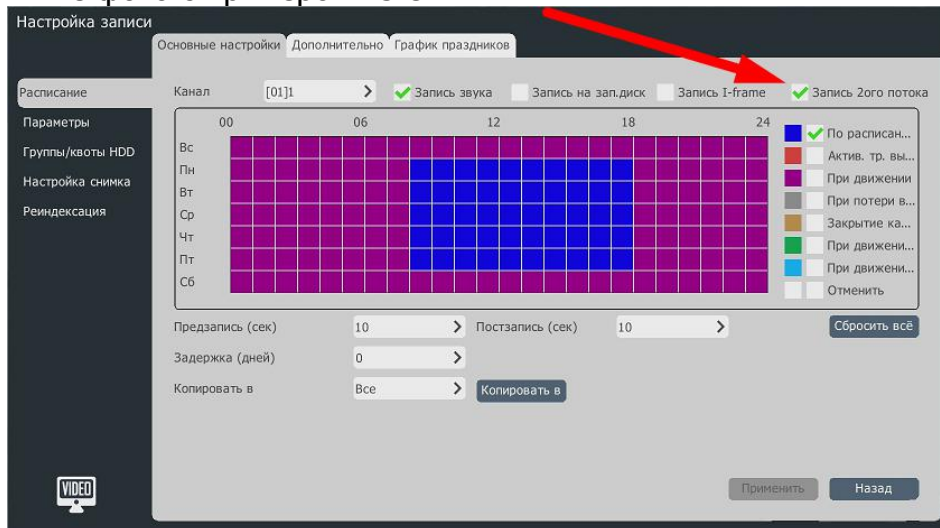 Настройка записи
Основные настройки Дополнительно График праздников
Расписание
Параметры
Группы/квоты HDD
Настройка снимка
Реиндексация
Канал [01]1 Запись звука Запись на зап.диск Запись I-frame Запись 2ого потока
00 06 12 18 24
Вс
Пн
Вт
Ср
Чт
Пт
Сб
По расписан...
Актив. тр. вы...
При движении
При потери в...
Закрытие ка...
При движени...
При движени...
Отменить
Предзапись (сек) 10 Постзапись (сек) 10 Сбросить всё
Задержка (дней) 0
Копировать в Все Копировать в
VIDEO
Применить Назад